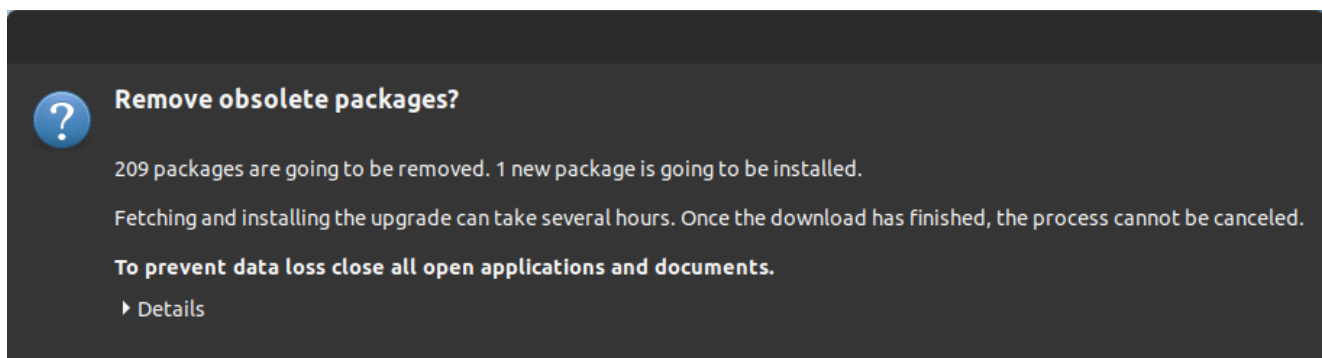 Remove obsolete packages?
209 packages are going to be removed. 1 new package is going to be installed.
Fetching and installing the upgrade can take several hours. Once the download has finished, the process cannot be canceled.
To prevent data loss close all open applications and documents.
Details